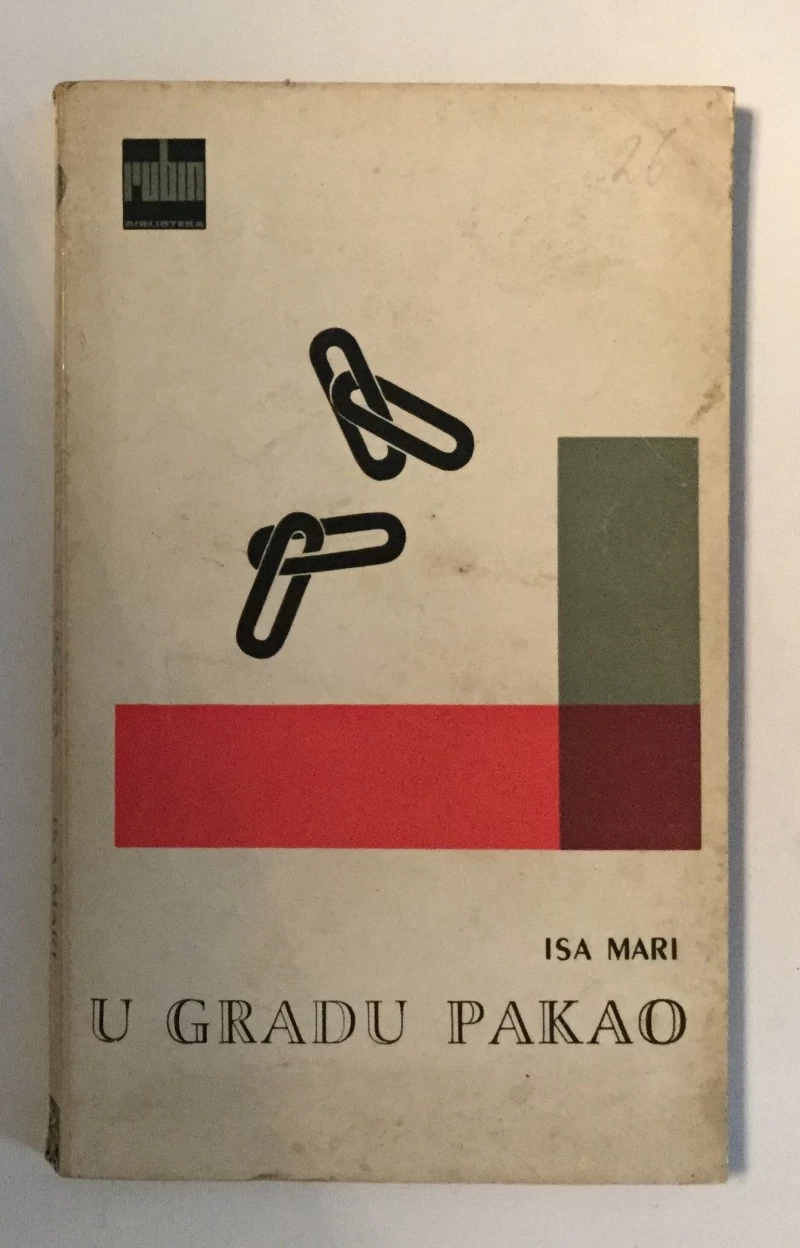 rubin
BIBLIOTEKA
26
ISA MARI
U GRADU PAKAO